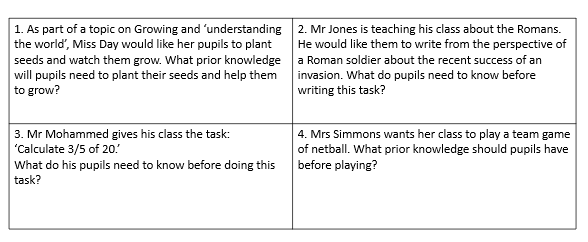 1. As part of a topic on Growing and ‘understanding
the world’, Miss Day would like her pupils to plant
seeds and watch them grow. What prior knowledge
will pupils need to plant their seeds and help them
to grow?
2. Mr Jones is teaching his class about the Romans.
He would like them to write from the perspective of
a Roman soldier about the recent success of an
invasion. What do pupils need to know before
writing this task?
3. Mr Mohammed gives his class the task:
‘Calculate 3/5 of 20.’
What do his pupils need to know before doing this
task?
4. Mrs Simmons wants her class to play a team game
of netball. What prior knowledge should pupils have
before playing?